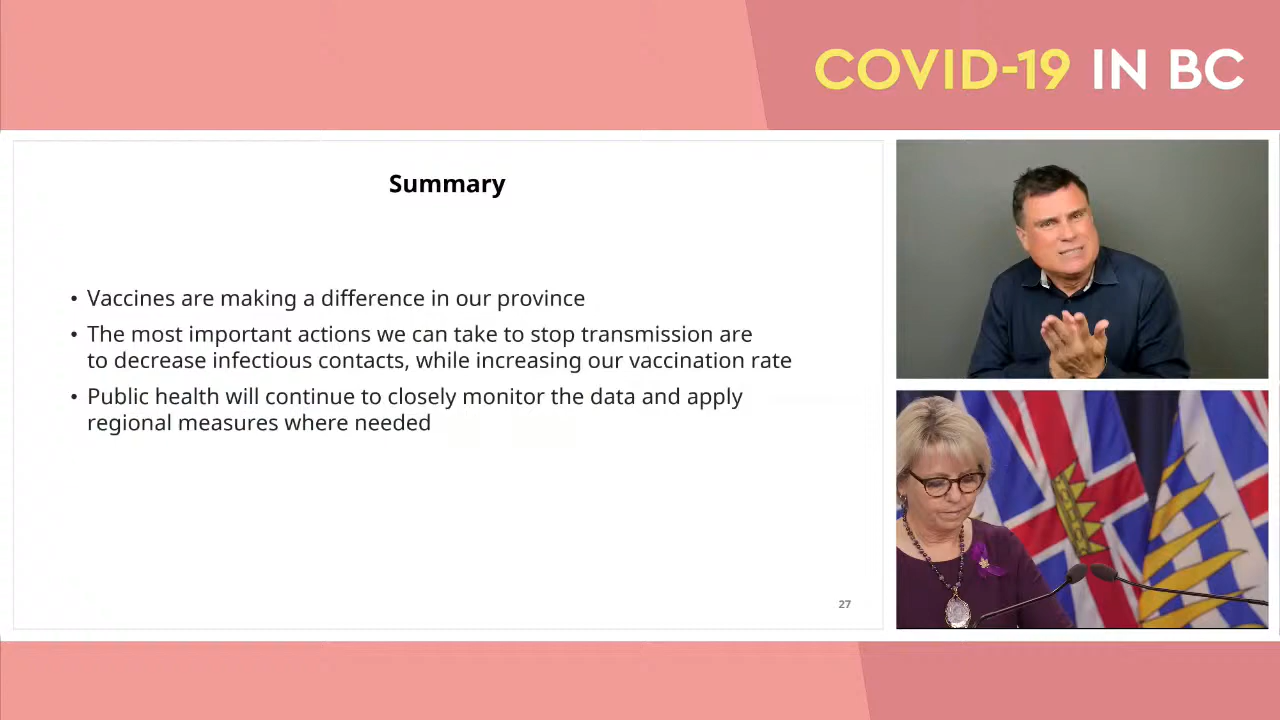 COVID-19 IN BC
Summary
• Vaccines are making a difference in our province
• The most important actions we can take to stop transmission are
to decrease infectious contacts, while increasing our vaccination rate
• Public health will continue to closely monitor the data and apply
regional measures where needed
27